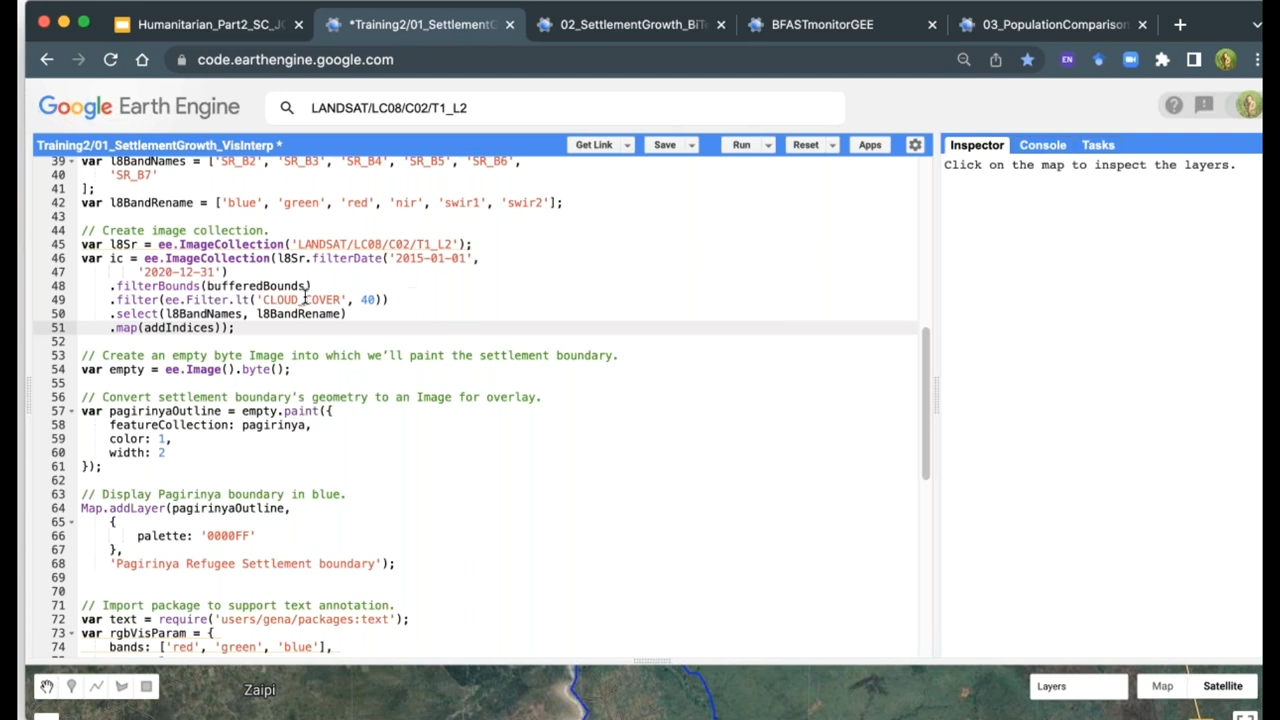 Humanitarian_Part2_SC_J
*Training2/01_Settlement
02_SettlementGrowth_BiT
BFASTmonitorGEE
03_PopulationComparison
code.earthengine.google.com
EN
Google Earth Engine
LANDSAT/LC08/C02/T1_L2
Training2/01_SettlementGrowth_VisInterp *
Get Link
Save
Run
Reset
Apps
Inspector
Console
Tasks
Click on the map to inspect the layers.
39 var l8BandNames = ['SR_B2', 'SR_B3', 'SR_B4', 'SR_B5', 'SR_B6',
40 'SR_B7'
41 ];
42 var l8BandRename = ['blue', 'green', 'red', 'nir', 'swir1', 'swir2'];
43
44 // Create image collection.
45 var l8Sr = ee.ImageCollection('LANDSAT/LC08/C02/T1_L2');
46 var ic = ee.ImageCollection(l8Sr.filterDate('2015-01-01',
47 '2020-12-31')
48 .filterBounds(bufferedBounds)
49 .filter(ee.Filter.lt('CLOUD_COVER', 40))
50 .select(l8BandNames, l8BandRename)
51 .map(addIndices));
52
53 // Create an empty byte Image into which we’ll paint the settlement boundary.
54 var empty = ee.Image().byte();
55
56 // Convert settlement boundary’s geometry to an Image for overlay.
57 var pagirinyaOutline = empty.paint({
58 featureCollection: pagirinya,
59 color: 1,
60 width: 2
61 });
62
63 // Display Pagirinya boundary in blue.
64 Map.addLayer(pagirinyaOutline,
65 {
66 palette: '0000FF'
67 },
68 'Pagirinya Refugee Settlement boundary');
69
70
71 // Import package to support text annotation.
72 var text = require('users/gena/packages:text');
73 var rgbVisParam = {
74 bands: ['red', 'green', 'blue'],
Zaipi
Layers
Map
Satellite